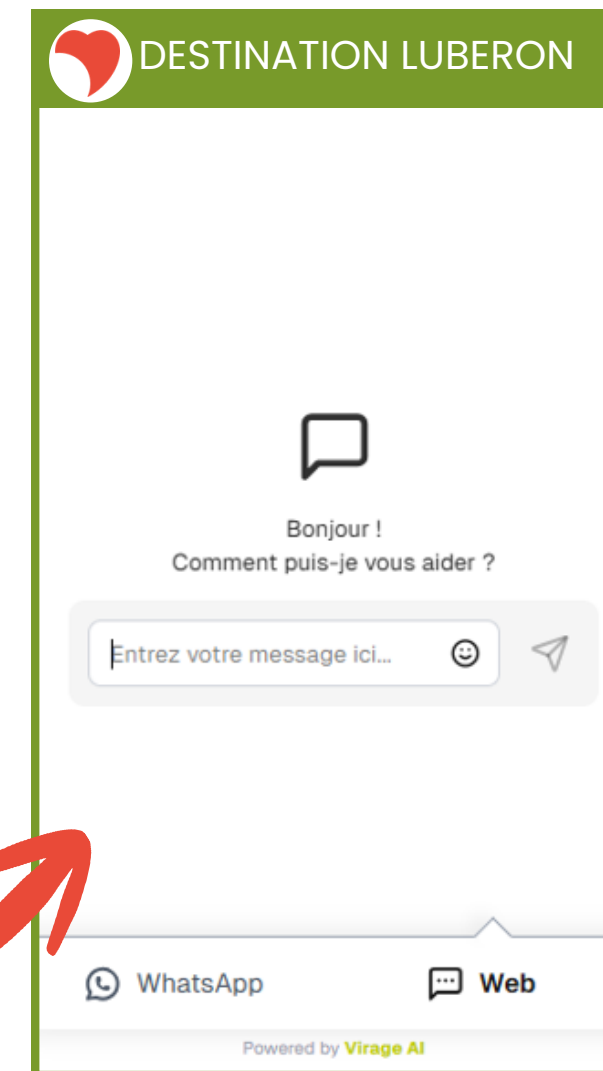 DESTINATION LUBERON
Bonjour !
Comment puis-je vous aider ?
Entrez votre message ici...
WhatsApp
Web
Powered by Virage AI